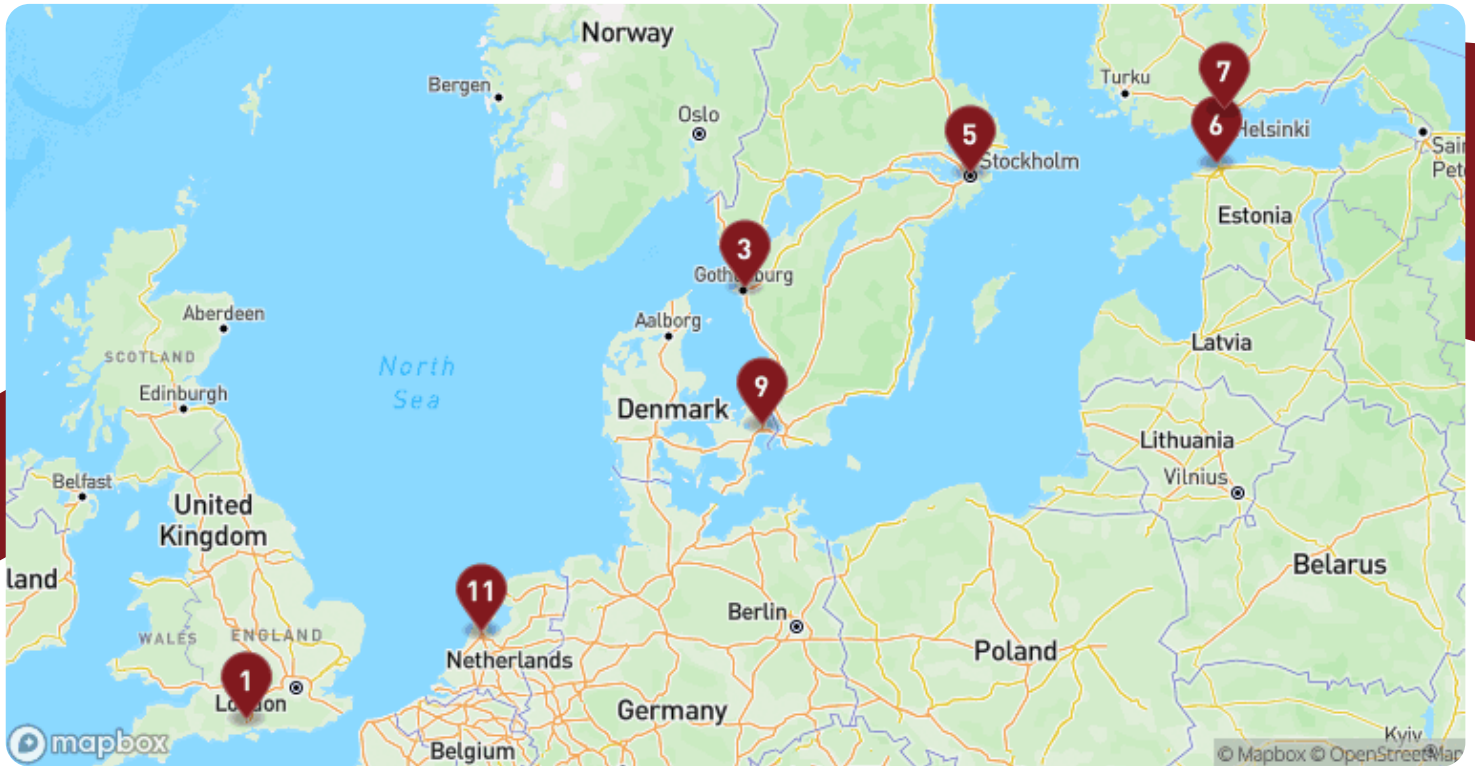 Norway
Bergen
Oslo
Turku
7
6
Helsinki
5
Stockholm
Estonia
3
Gothenburg
Aberdeen
Aalborg
Latvia
SCOTLAND
North
Sea
Edinburgh
9
Denmark
Lithuania
Vilnius
Belfast
United
Kingdom
land
Belarus
11
Berlin
WALES
ENGLAND
Netherlands
Poland
1
London
Germany
Belgium
Kyiv
mapbox
© Mapbox © OpenStreetMap